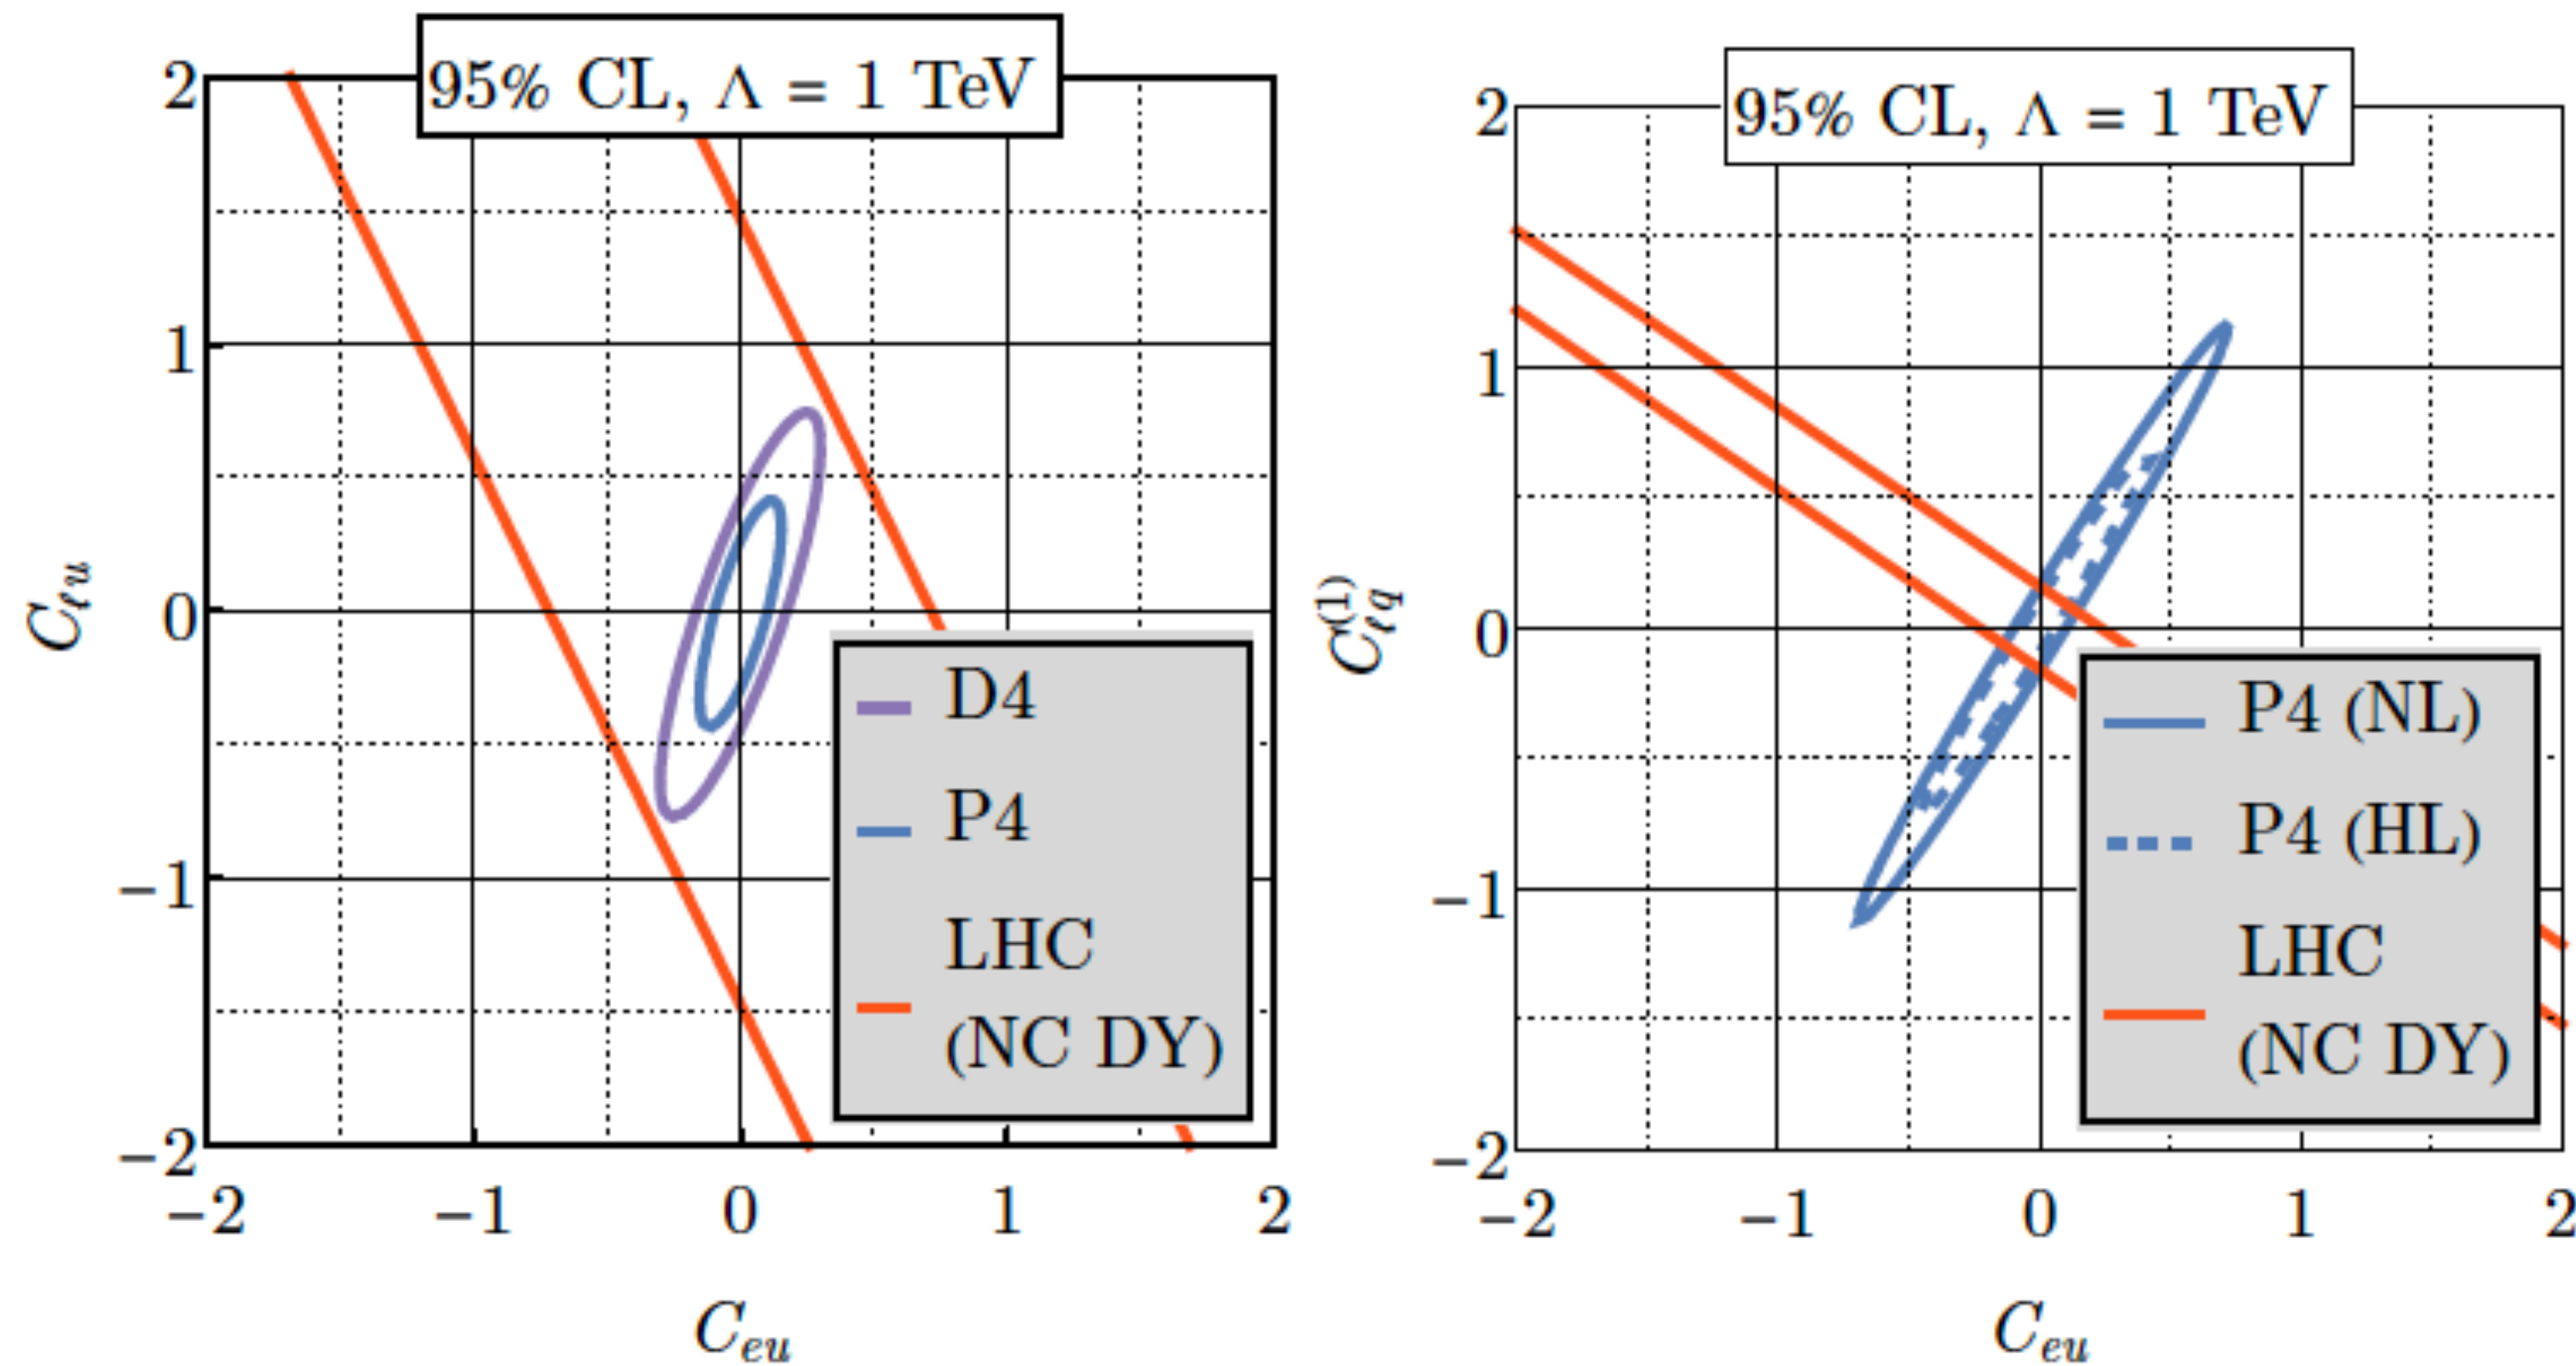 95% CL, Λ = 1 TeV
2
1
0
−1
−2
C_{ℓu}
D4
P4
LHC
(NC DY)
−2 −1 0 1 2
C_{eu}
95% CL, Λ = 1 TeV
2
1
0
−1
−2
C_{ℓq}^{(1)}
P4 (NL)
P4 (HL)
LHC
(NC DY)
−2 −1 0 1 2
C_{eu}